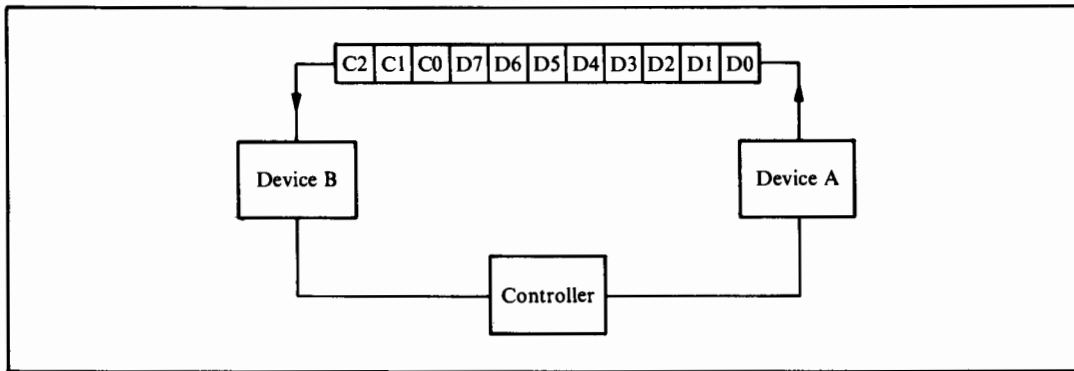 C2 C1 C0 D7 D6 D5 D4 D3 D2 D1 D0
Device B
Device A
Controller